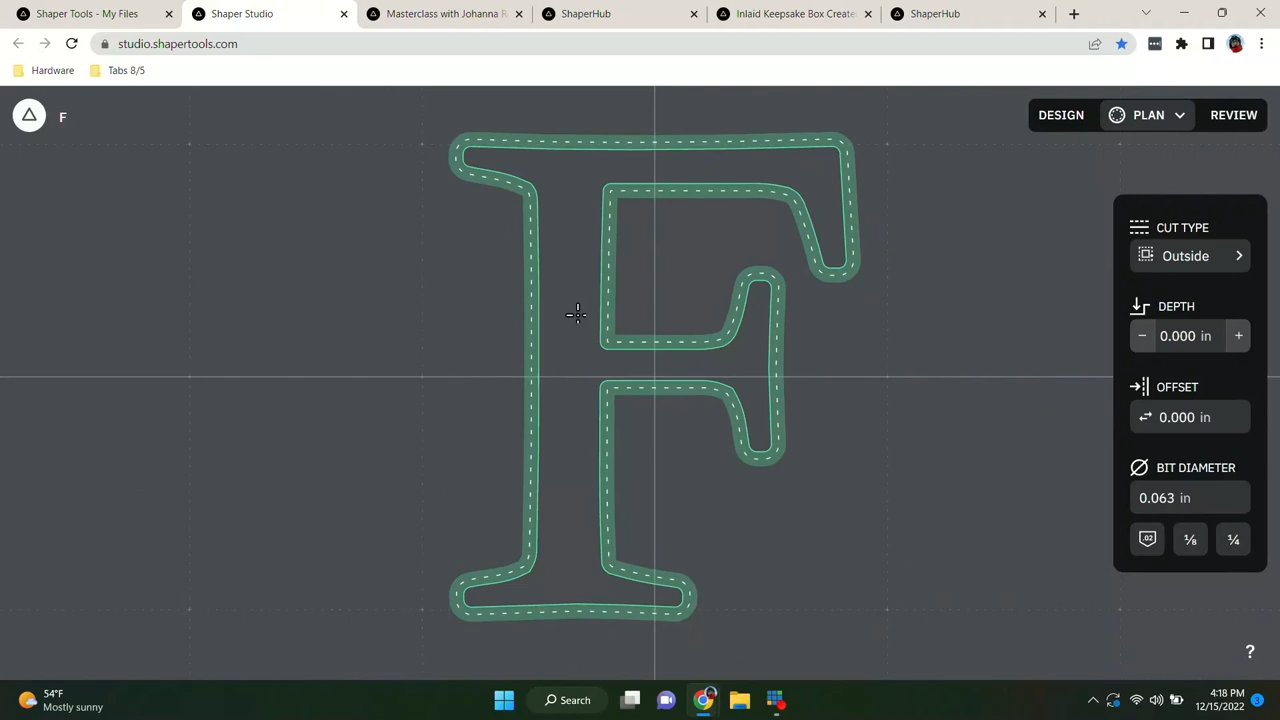 Shaper Tools - My Files
Shaper Studio
Masterclass with Johanna R
ShaperHub
Inlaid Keepsake Box Create
ShaperHub
studio.shapertools.com
Hardware
Tabs 8/5
F
DESIGN
PLAN
REVIEW
F
CUT TYPE
Outside
DEPTH
0.000 in
OFFSET
0.000 in
BIT DIAMETER
0.063 in
.02
⅛
¼
?
54°F
Mostly sunny
Search
4:18 PM
12/15/2022
3